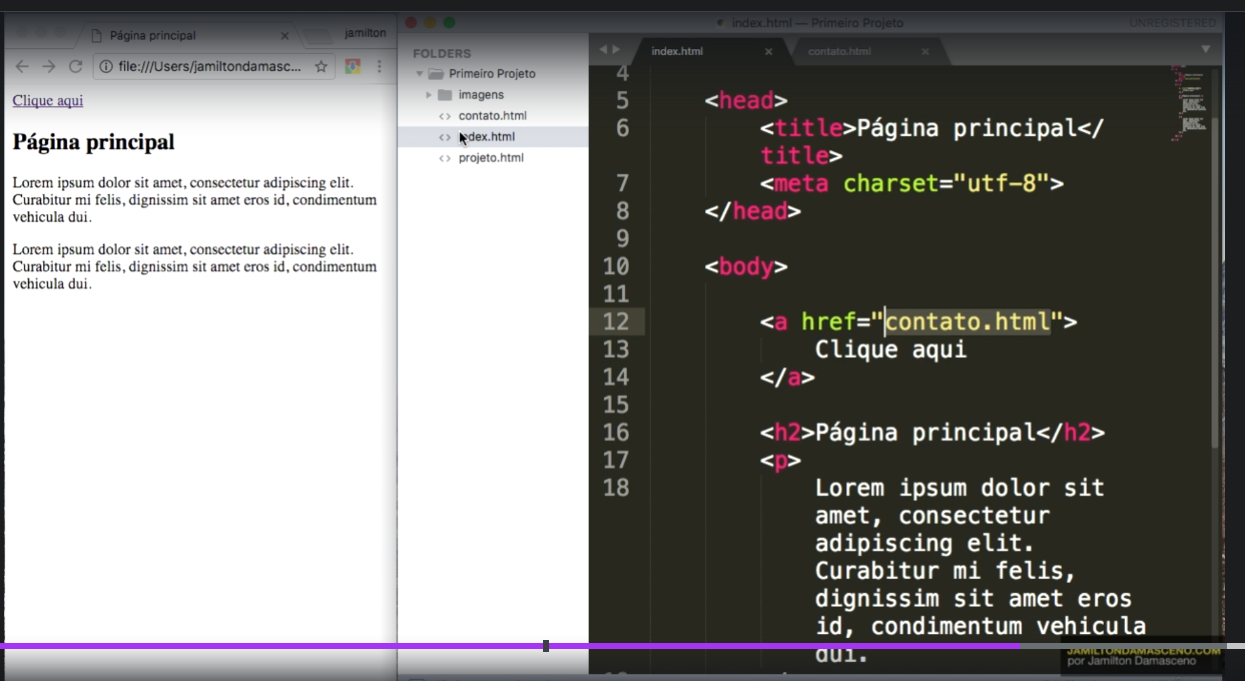 Página principal
jamilton
file:///Users/jamiltondamasc...
Clique aqui
Página principal
Lorem ipsum dolor sit amet, consectetur adipiscing elit.
Curabitur mi felis, dignissim sit amet eros id, condimentum
vehicula dui.
Lorem ipsum dolor sit amet, consectetur adipiscing elit.
Curabitur mi felis, dignissim sit amet eros id, condimentum
vehicula dui.
index.html — Primeiro Projeto
UNREGISTERED
FOLDERS
Primeiro Projeto
imagens
contato.html
index.html
projeto.html
index.html
contato.html
4
5 <head>
6 <title>Página principal</
title>
7 <meta charset="utf-8">
8 </head>
9
10 <body>
11
12 <a href="contato.html">
13 Clique aqui
14 </a>
15
16 <h2>Página principal</h2>
17 <p>
18 Lorem ipsum dolor sit
amet, consectetur
adipiscing elit.
Curabitur mi felis,
dignissim sit amet eros
id, condimentum vehicula
dui.
JAMILTONDAMASCENO.COM
por Jamilton Damasceno